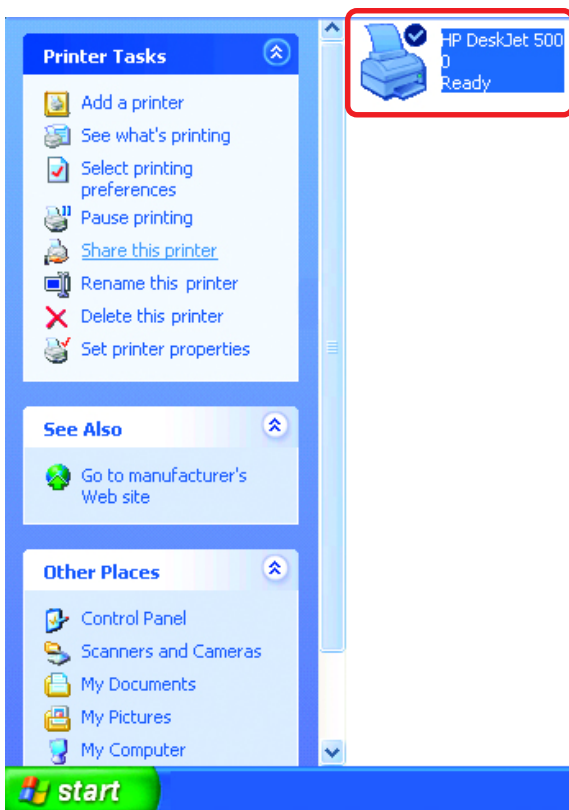 Printer Tasks
Add a printer
See what's printing
Select printing
preferences
Pause printing
Share this printer
Rename this printer
Delete this printer
Set printer properties
See Also
Go to manufacturer's
Web site
Other Places
Control Panel
Scanners and Cameras
My Documents
My Pictures
My Computer
HP DeskJet 500
0
Ready
start